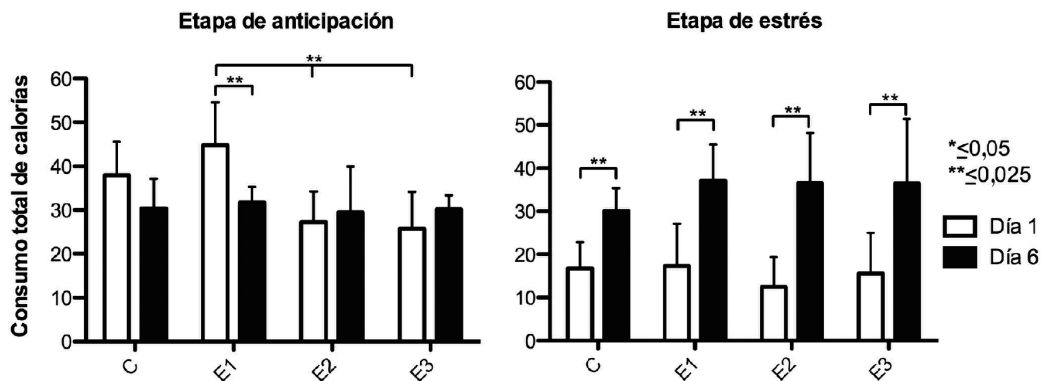 Etapa de anticipación
Etapa de estrés
Consumo total de calorías
60
50
40
30
20
10
0
**
**
C
E1
E2
E3
60
50
40
30
20
10
0
**
**
**
**
C
E1
E2
E3
*≤0,05
**≤0,025
Día 1
Día 6